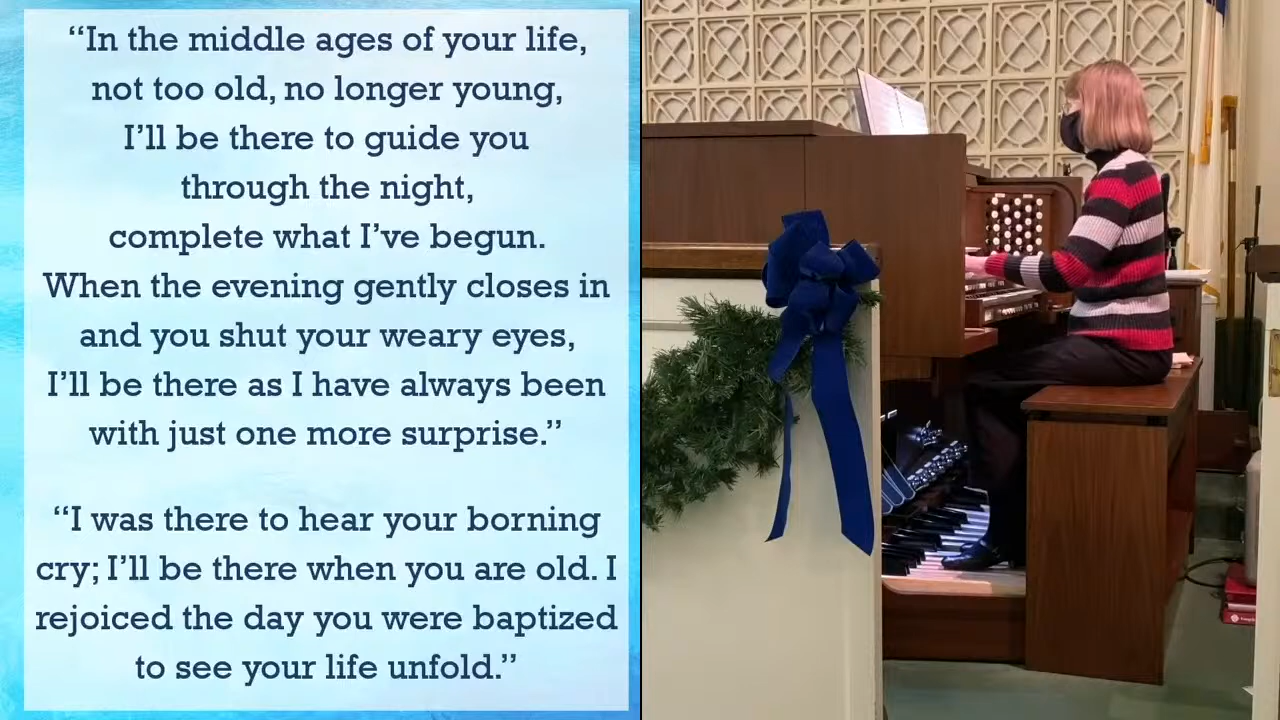 “In the middle ages of your life,
not too old, no longer young,
I’ll be there to guide you
through the night,
complete what I’ve begun.
When the evening gently closes in
and you shut your weary eyes,
I’ll be there as I have always been
with just one more surprise.”
“I was there to hear your borning
cry; I’ll be there when you are old. I
rejoiced the day you were baptized
to see your life unfold.”